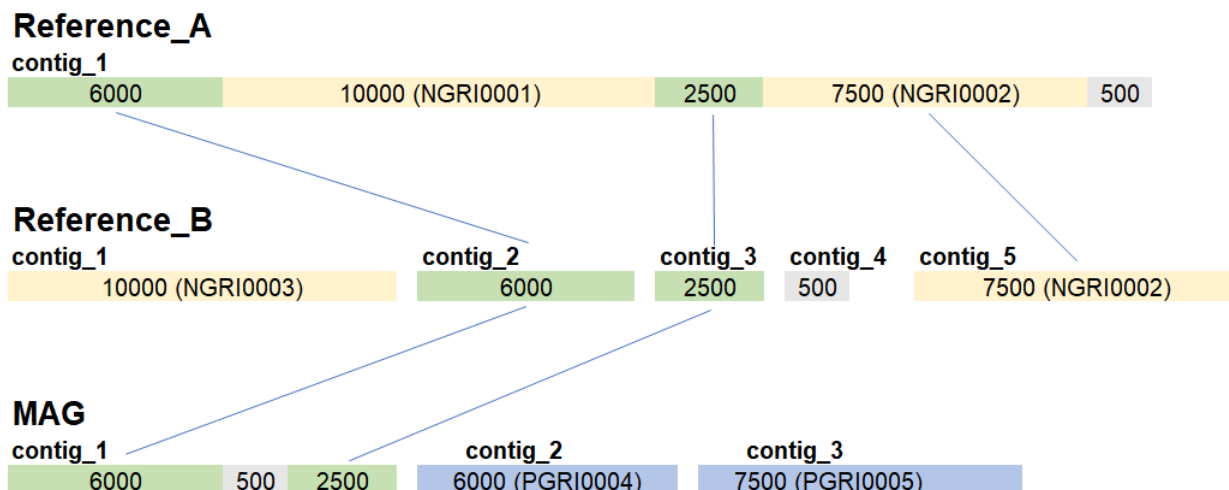 Reference_A
contig_1
6000 10000 (NGRI0001) 2500 7500 (NGRI0002) 500
Reference_B
contig_1 contig_2 contig_3 contig_4 contig_5
10000 (NGRI0003) 6000 2500 500 7500 (NGRI0002)
MAG
contig_1 contig_2 contig_3
6000 500 2500 6000 (PGRI0004) 7500 (PGRI0005)